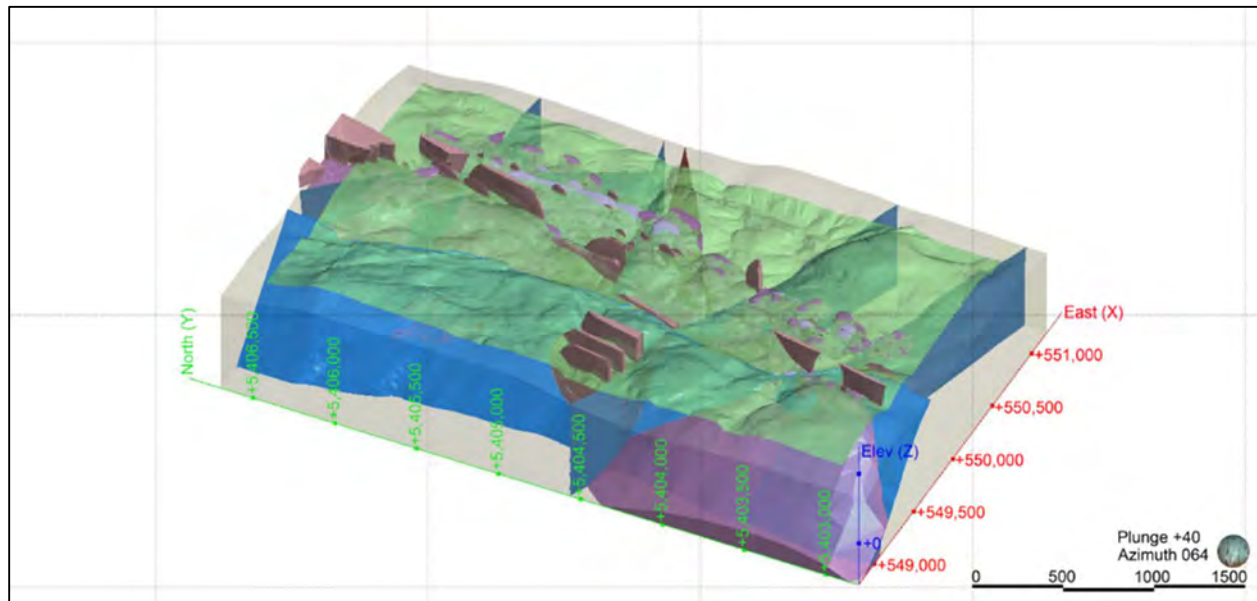 North (Y)
+5,406,500
+5,406,000
+5,405,500
+5,405,000
+5,404,500
+5,404,000
+5,403,500
+5,403,000
Elev (Z)
+0
East (X)
+551,000
+550,500
+550,000
+549,500
+549,000
Plunge +40
Azimuth 064
0 500 1000 1500